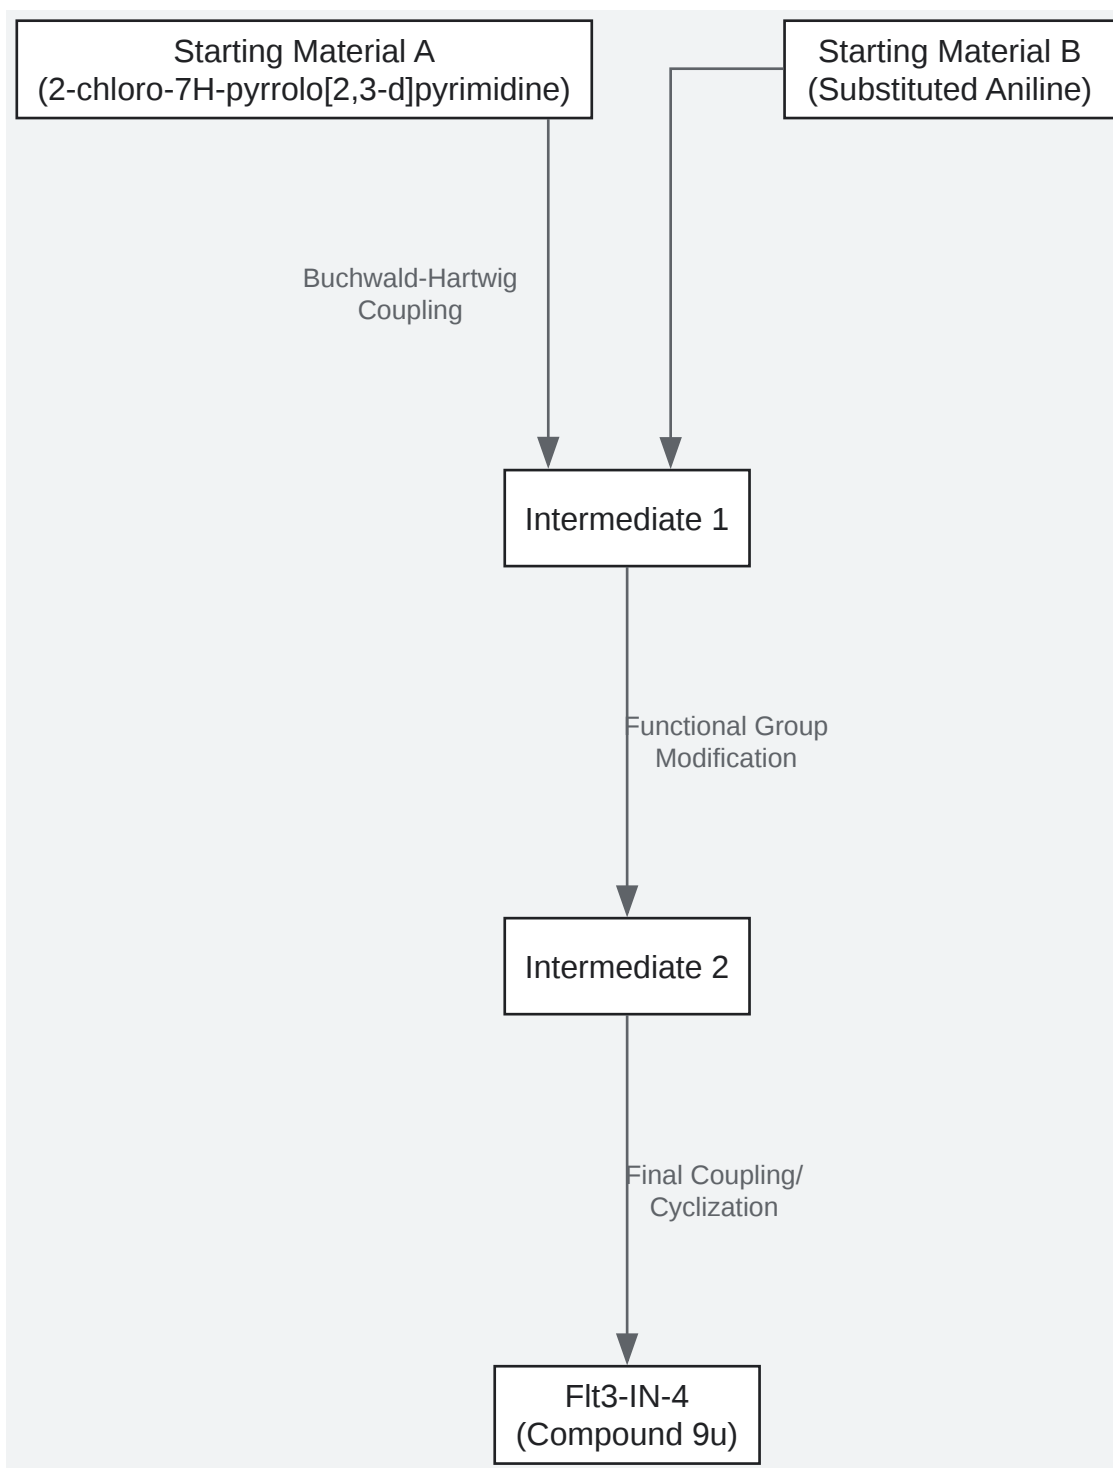 Starting Material A
(2-chloro-7H-pyrrolo[2,3-d]pyrimidine)
Starting Material B
(Substituted Aniline)
Buchwald-Hartwig
Coupling
Intermediate 1
Functional Group
Modification
Intermediate 2
Final Coupling/
Cyclization
Flt3-IN-4
(Compound 9u)